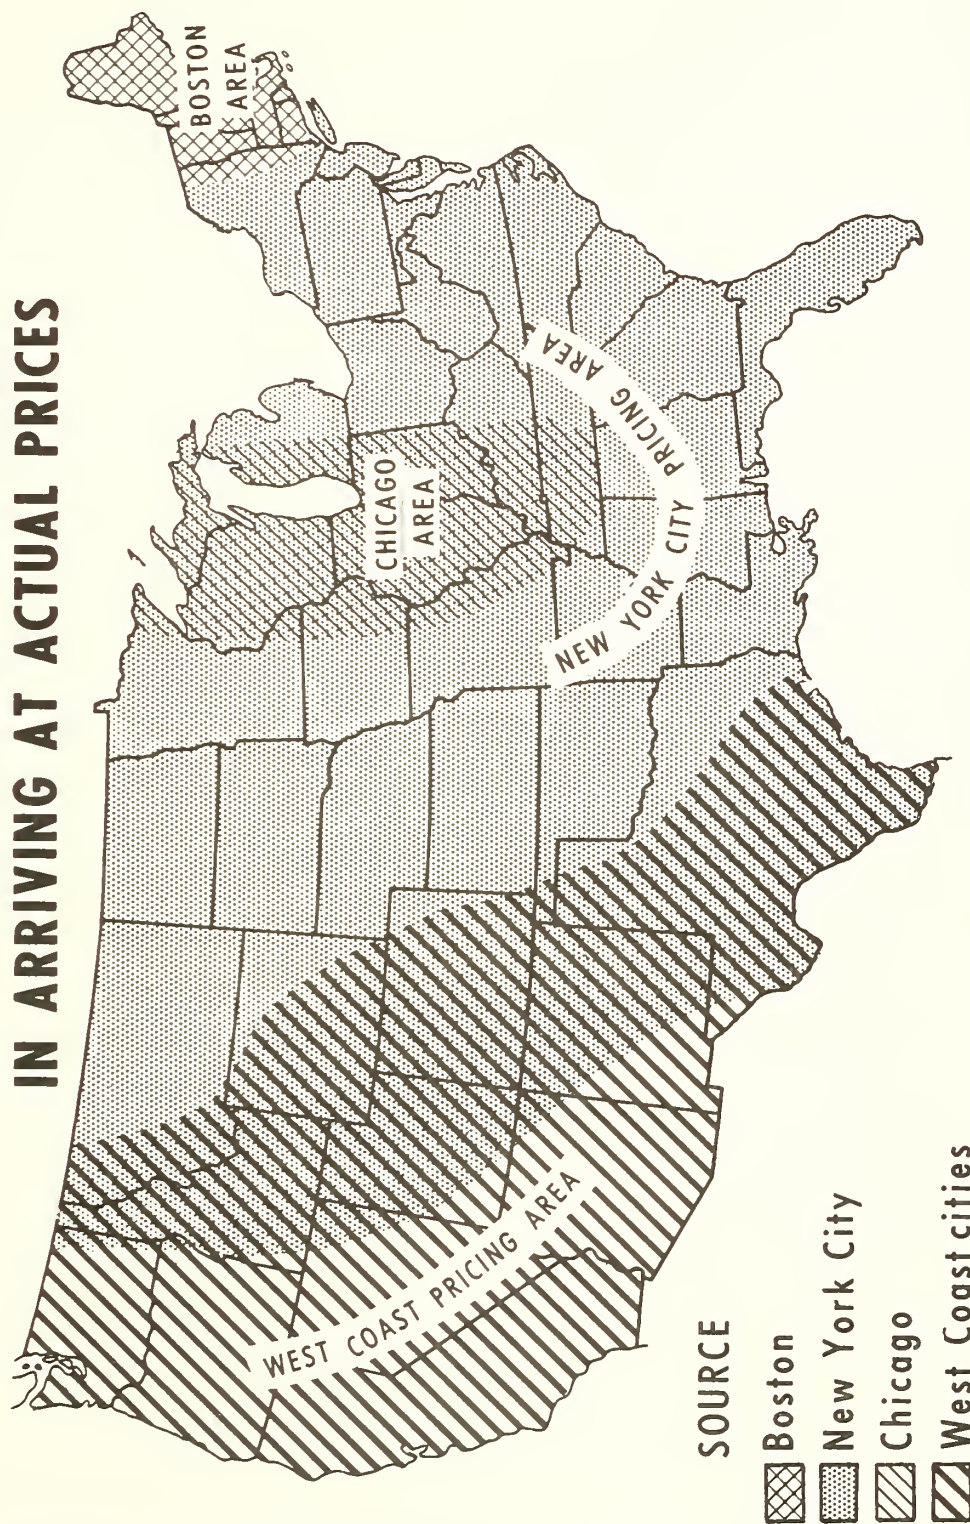 IN ARRIVING AT ACTUAL PRICES
BOSTON
AREA
CHICAGO
AREA
NEW YORK CITY PRICING AREA
WEST COAST PRICING AREA
SOURCE
Boston
New York City
Chicago
West Coast cities